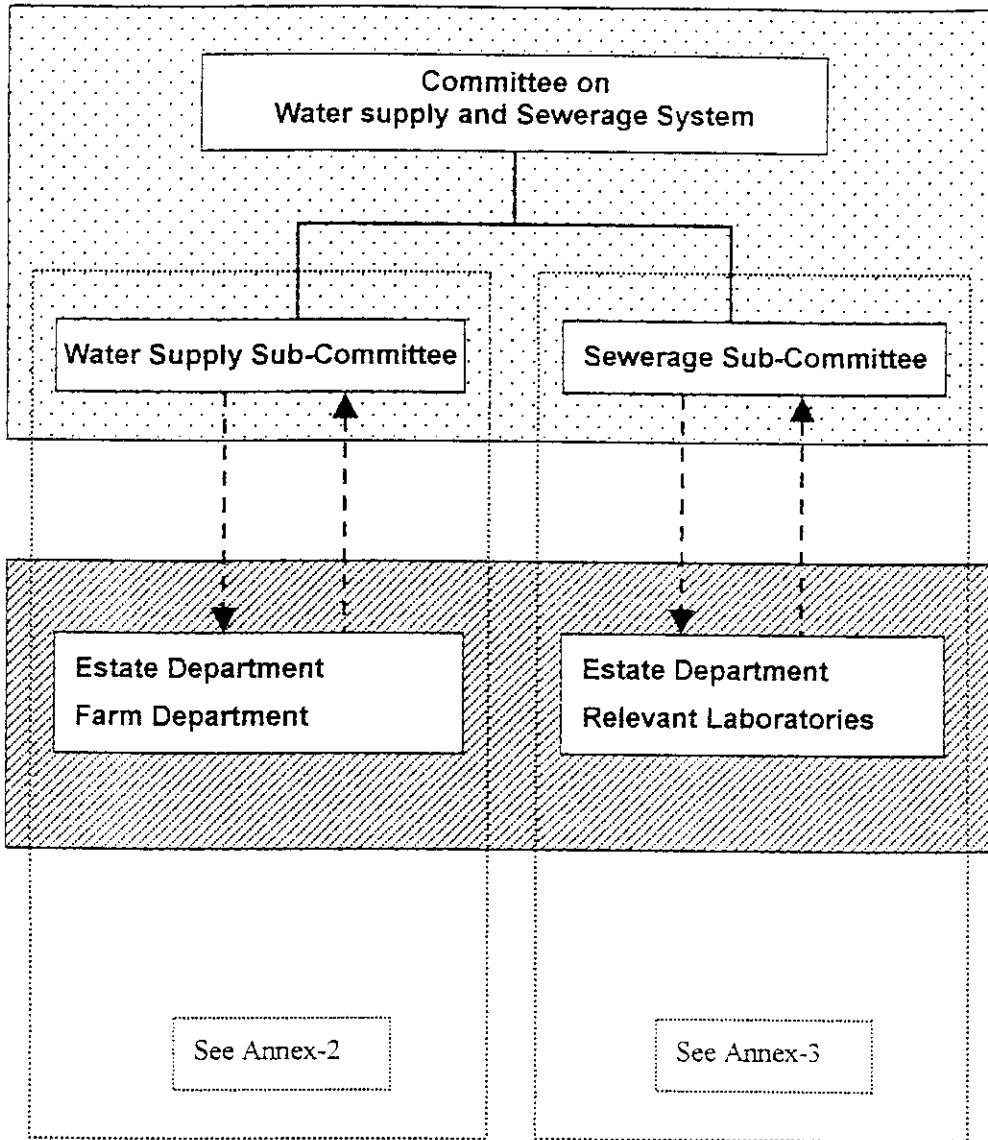 Committee on
Water supply and Sewerage System
Water Supply Sub-Committee
Sewerage Sub-Committee
Estate Department
Farm Department
Estate Department
Relevant Laboratories
See Annex-2
See Annex-3